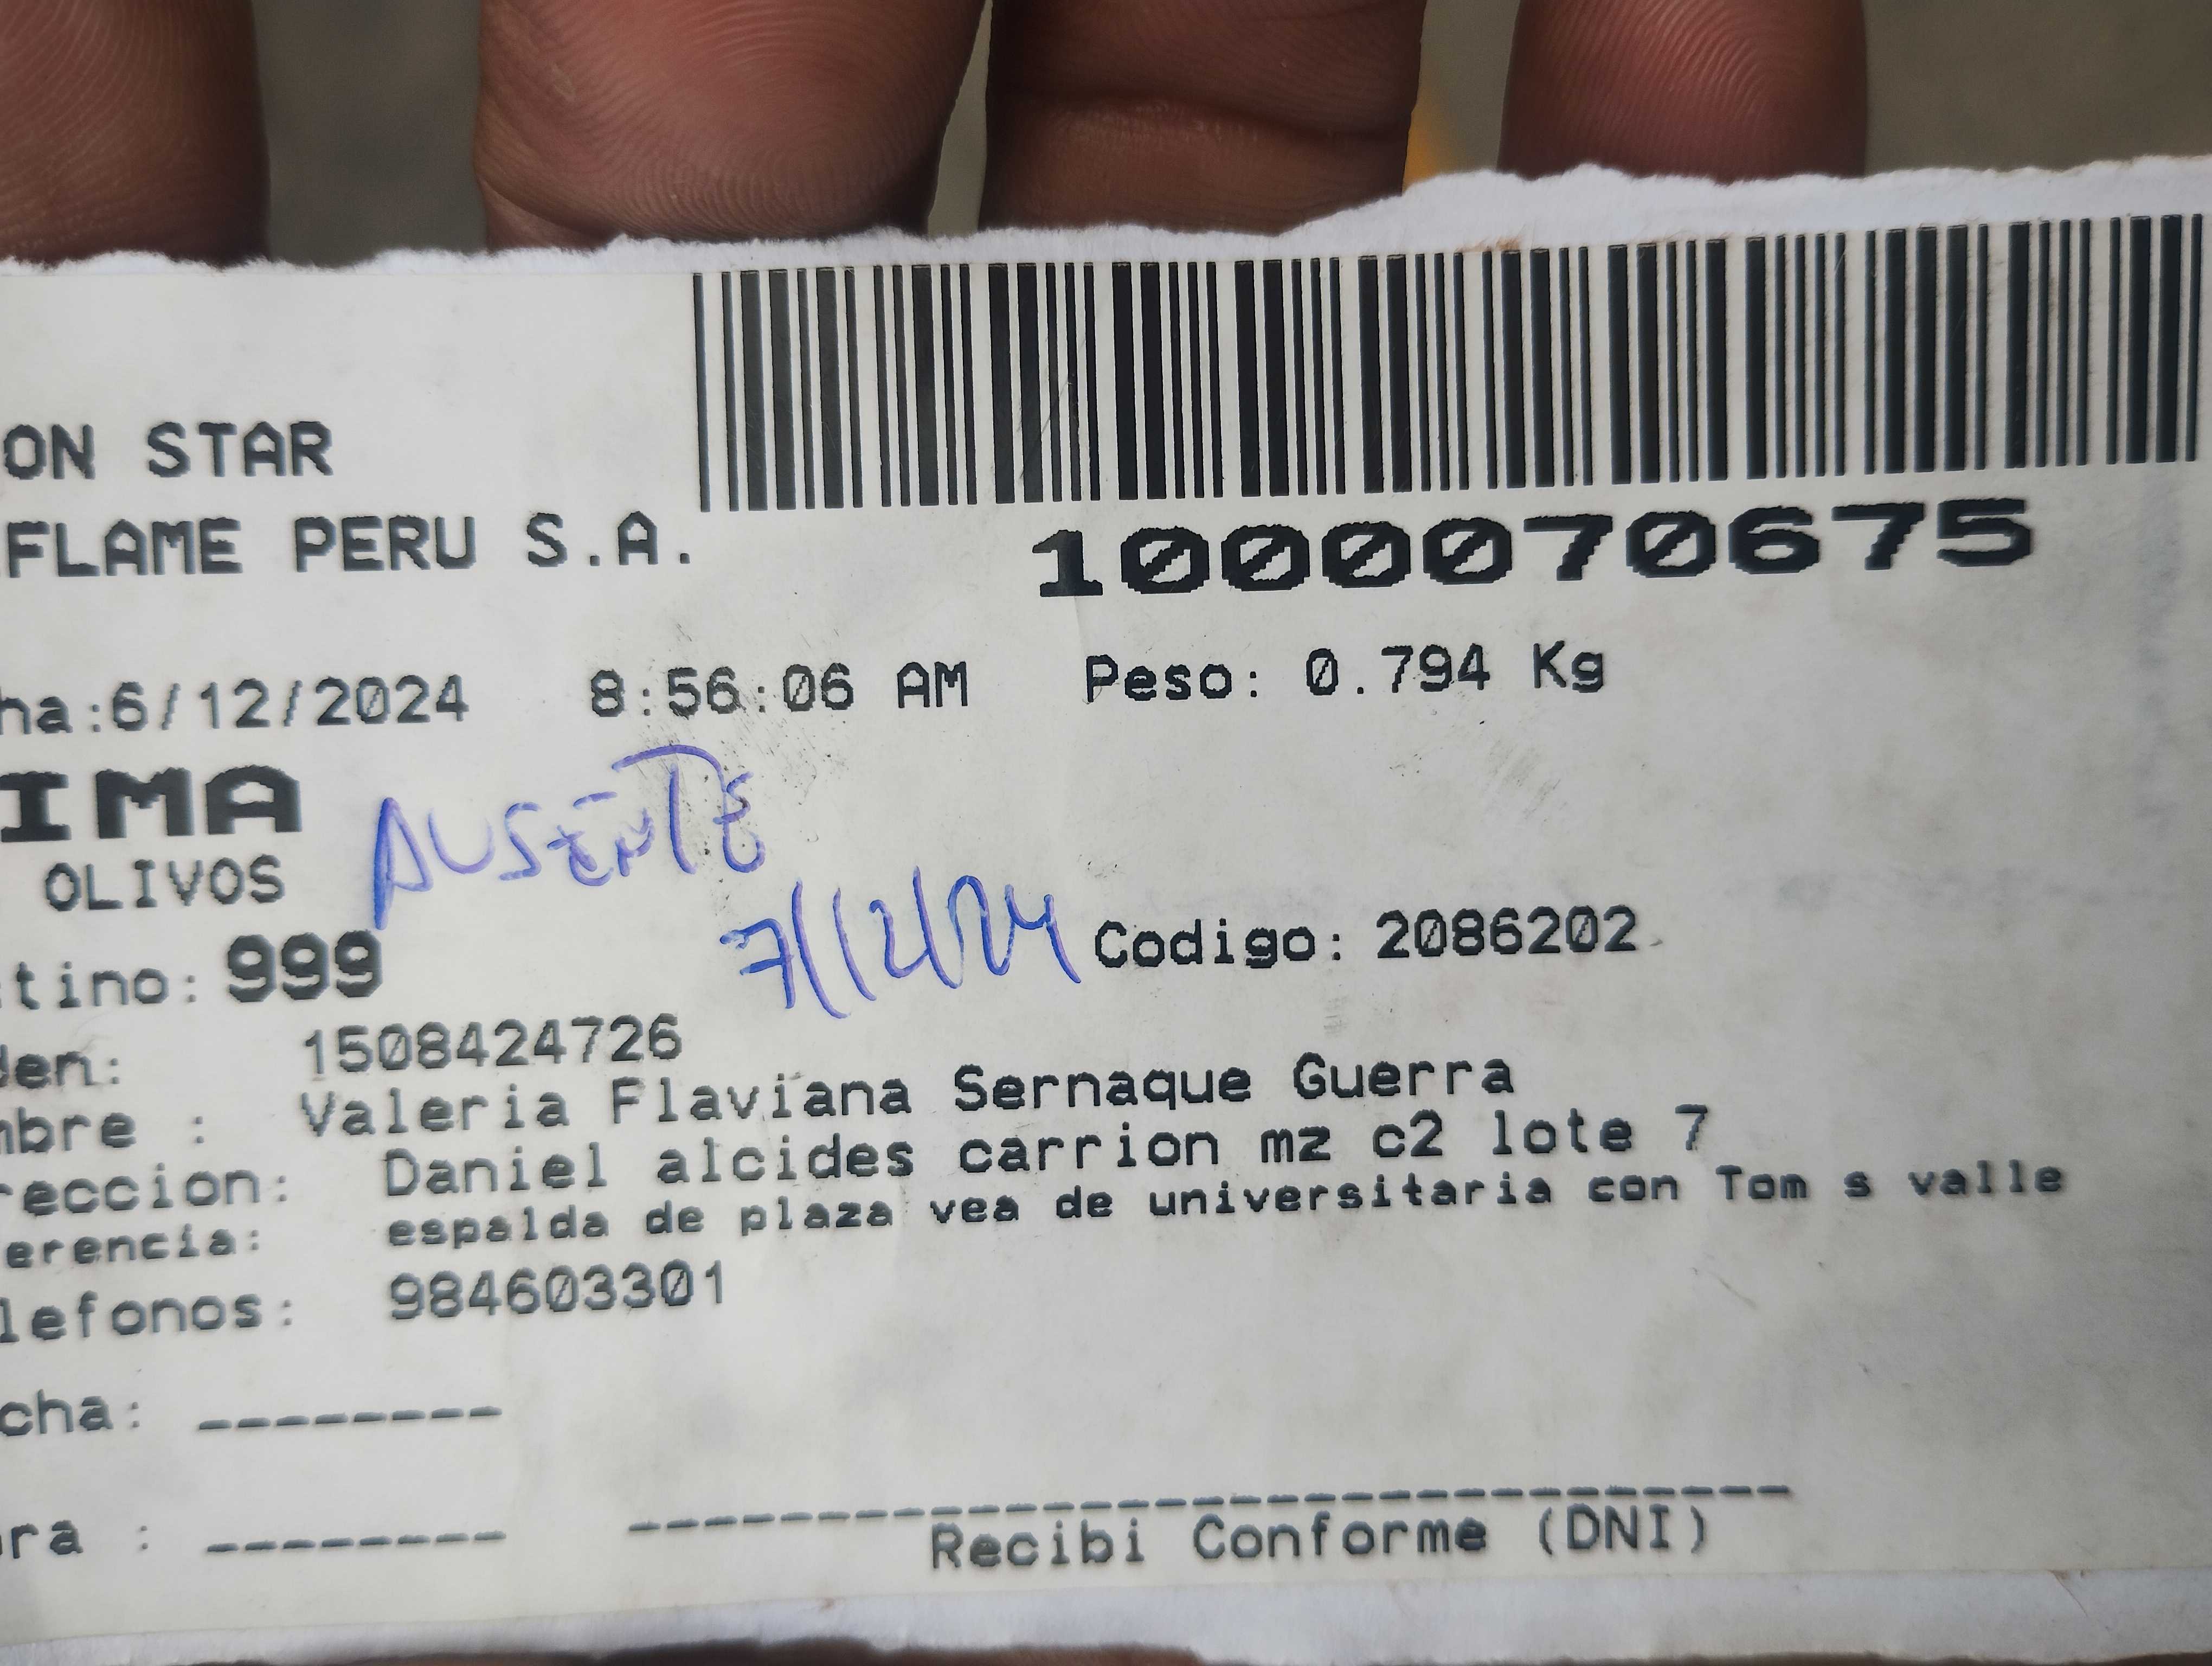 ON STAR
FLAME PERU S.A.
1000070675
ha:6/12/2024 8:56:06 AM Peso: 0.794 Kg
IMA
OLIVOS
AUSENTE
7/12/24
tino: 999 Codigo: 2086202
den: 1508424726
mbre : Valeria Flaviana Sernaque Guerra
reccion: Daniel alcides carrion mz c2 lote 7
erencia: espalda de plaza vea de universitaria con Tom s valle
lefonos: 984603301
cha: --------
ora : --------
Recibi Conforme (DNI)